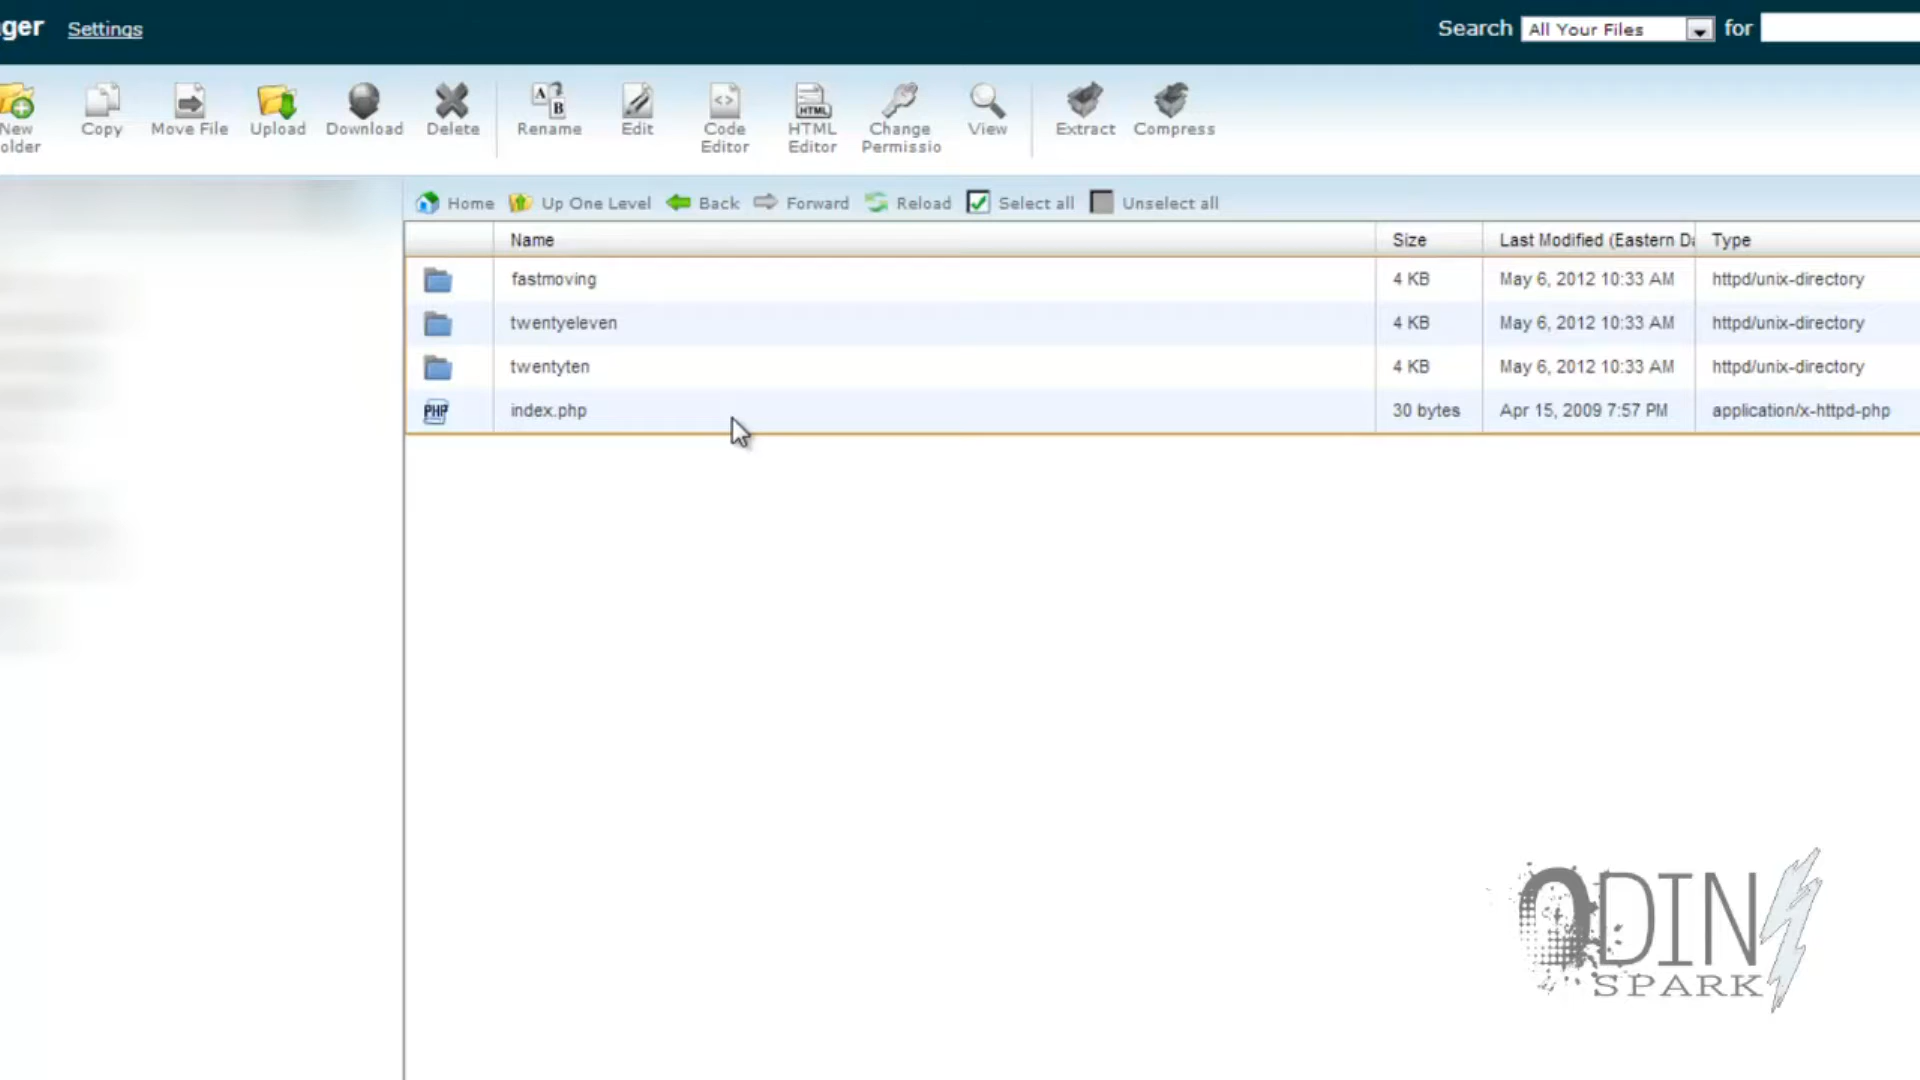 ger Settings Search All Your Files for
New Folder Copy Move File Upload Download Delete Rename Edit Code Editor HTML Editor Change Permissio View Extract Compress
Home Up One Level Back Forward Reload Select all Unselect all
Name Size Last Modified (Eastern Da Type
fastmoving 4 KB May 6, 2012 10:33 AM httpd/unix-directory
twentyeleven 4 KB May 6, 2012 10:33 AM httpd/unix-directory
twentyten 4 KB May 6, 2012 10:33 AM httpd/unix-directory
PHP index.php 30 bytes Apr 15, 2009 7:57 PM application/x-httpd-php
ODIN
SPARK